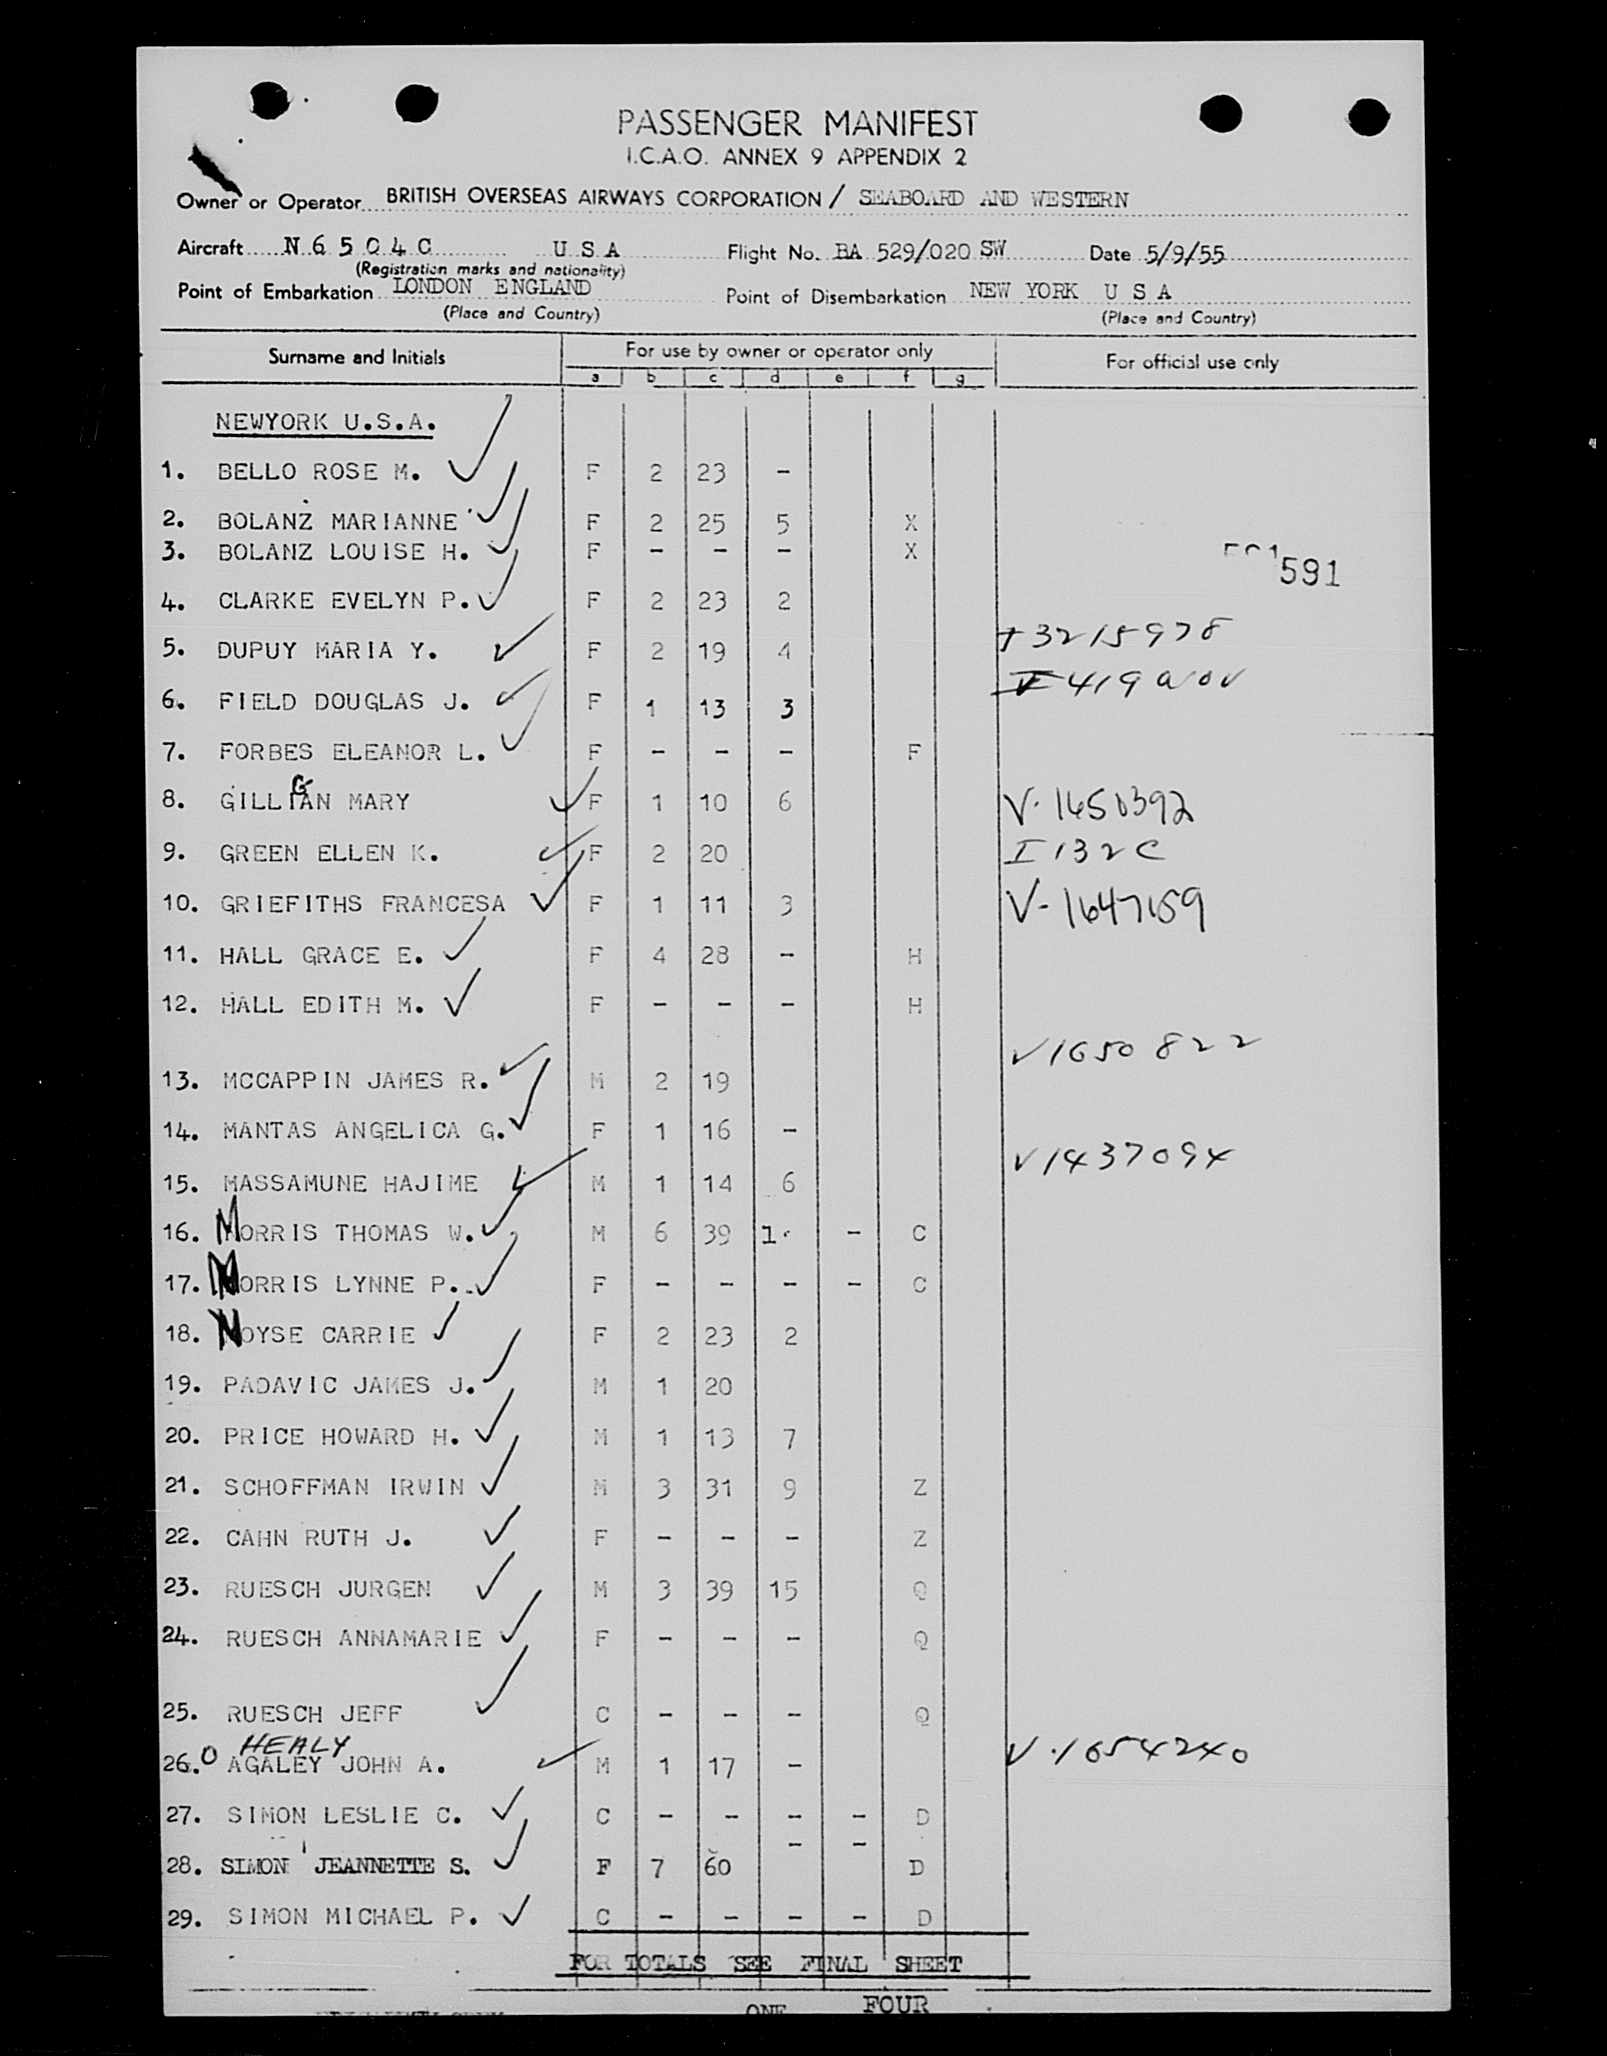 PASSENGER MANIFEST
I.C.A.O. ANNEX 9 APPENDIX 2
Owner or Operator BRITISH OVERSEAS AIRWAYS CORPORATION / SEABOARD AND WESTERN
Aircraft N 6 5 0 4 C U S A Flight No. BA 529/020 SW Date 5/9/55
(Registration marks and nationality)
Point of Embarkation LONDON ENGLAND Point of Disembarkation NEW YORK U S A
(Place and Country) (Place and Country)
Surname and Initials For use by owner or operator only For official use only
a b c d e f g
NEWYORK U.S.A.
1. BELLO ROSE M. F 2 23 -
2. BOLANZ MARIANNE F 2 25 5 X
3. BOLANZ LOUISE H. F - - - X
591
4. CLARKE EVELYN P. F 2 23 2
5. DUPUY MARIA Y. F 2 19 4 +3215978
6. FIELD DOUGLAS J. F 1 13 3
7. FORBES ELEANOR L. F - - - F
8. GILLIGAN MARY F 1 10 6 V-1450392
9. GREEN ELLEN K. F 2 20 I 132 C
10. GRIEFITHS FRANCESA F 1 11 3 V-1647159
11. HALL GRACE E. F 4 28 - H
12. HALL EDITH M. F - - - H
V1650822
13. MCCAPPIN JAMES R. M 2 19
14. MANTAS ANGELICA G. F 1 16 -
V1437094
15. MASSAMUNE HAJIME M 1 14 6
16. MORRIS THOMAS W. M 6 39 1. - C
17. MORRIS LYNNE P. F - - - - C
18. NOYSE CARRIE F 2 23 2
19. PADAVIC JAMES J. M 1 20
20. PRICE HOWARD H. M 1 13 7
21. SCHOFFMAN IRWIN M 3 31 9 Z
22. CAHN RUTH J. F - - - Z
23. RUESCH JURGEN M 3 39 15 Q
24. RUESCH ANNAMARIE F - - - Q
25. RUESCH JEFF C - - - Q
HEALY
26. O AGALEY JOHN A. M 1 17 - V-1654240
27. SIMON LESLIE C. C - - - - D
28. SIMON JEANNETTE S. F 7 60 - - D
29. SIMON MICHAEL P. C - - - - D
FOR TOTALS SEE FINAL SHEET
ONE FOUR